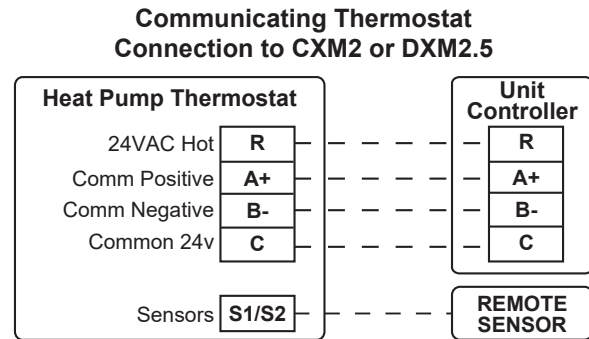 Communicating Thermostat
Connection to CXM2 or DXM2.5
Heat Pump Thermostat
Unit
Controller
24VAC Hot R R
Comm Positive A+ A+
Comm Negative B- B-
Common 24v C C
Sensors S1/S2 REMOTE
SENSOR